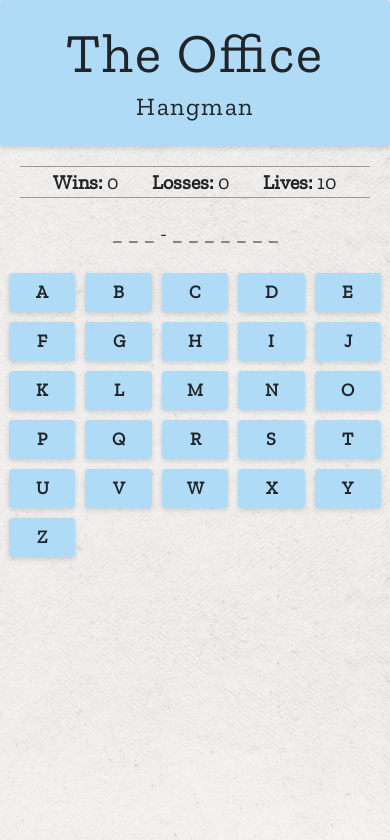 The Office
Hangman
Wins: 0 Losses: 0 Lives: 10
_ _ _ - _ _ _ _ _ _ _
A B C D E
F G H I J
K L M N O
P Q R S T
U V W X Y
Z